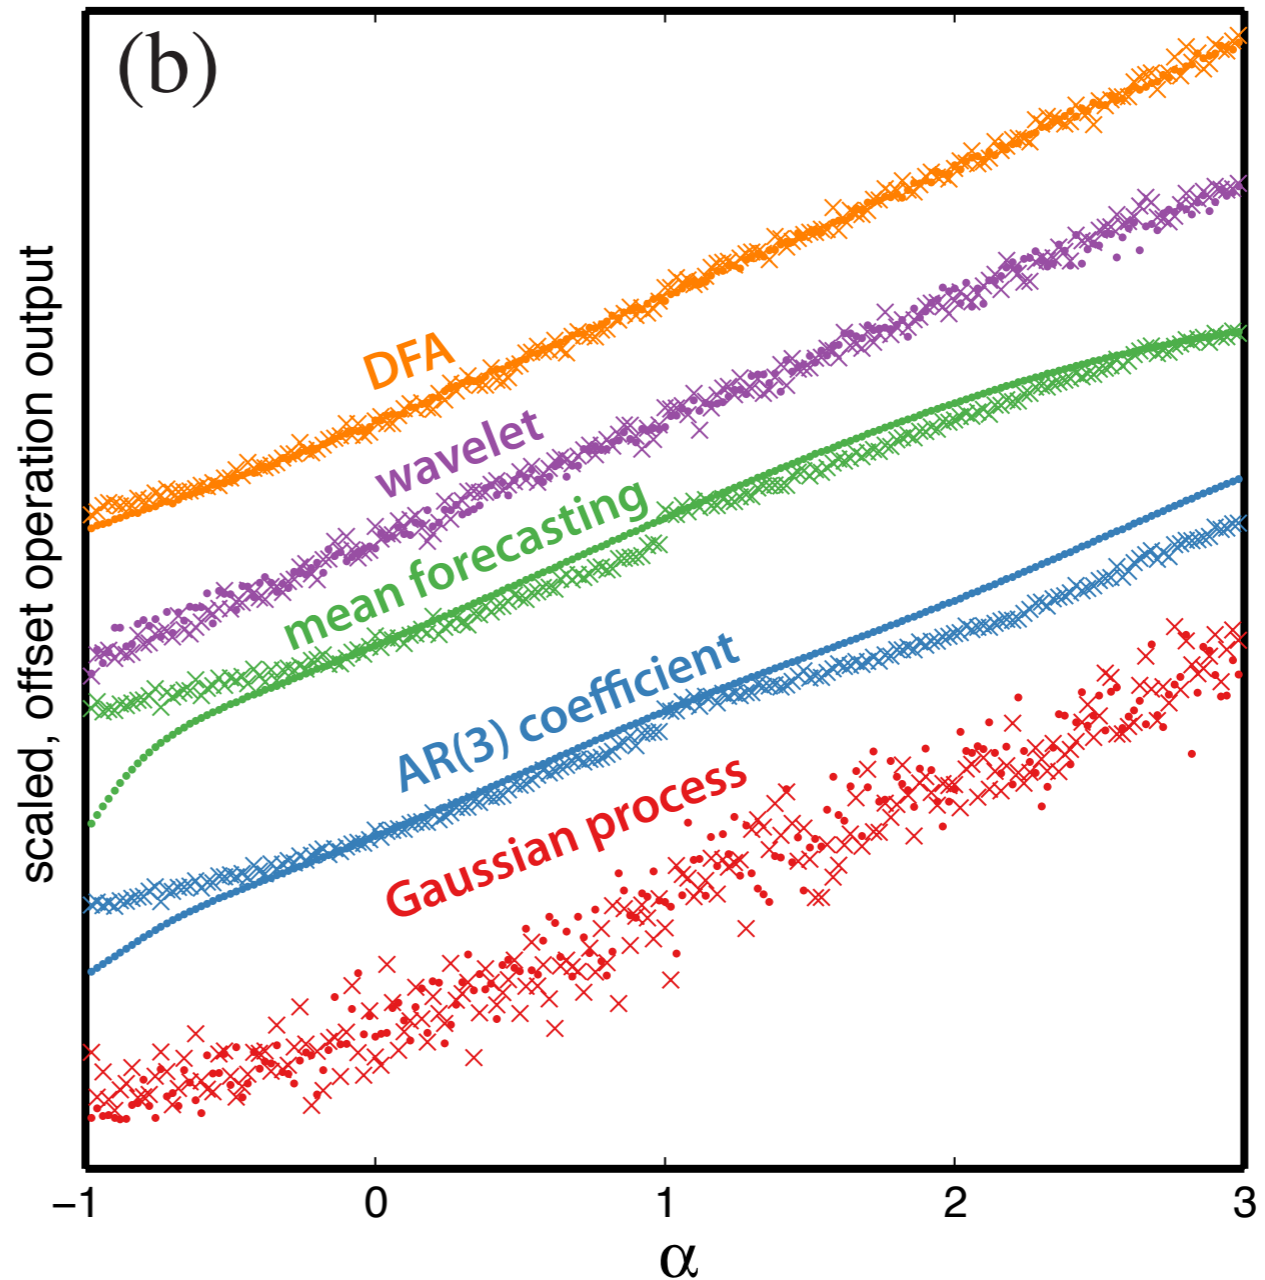 (b)
DFA
wavelet
mean forecasting
AR(3) coefficient
Gaussian process
scaled, offset operation output
−1 0 1 2 3
α